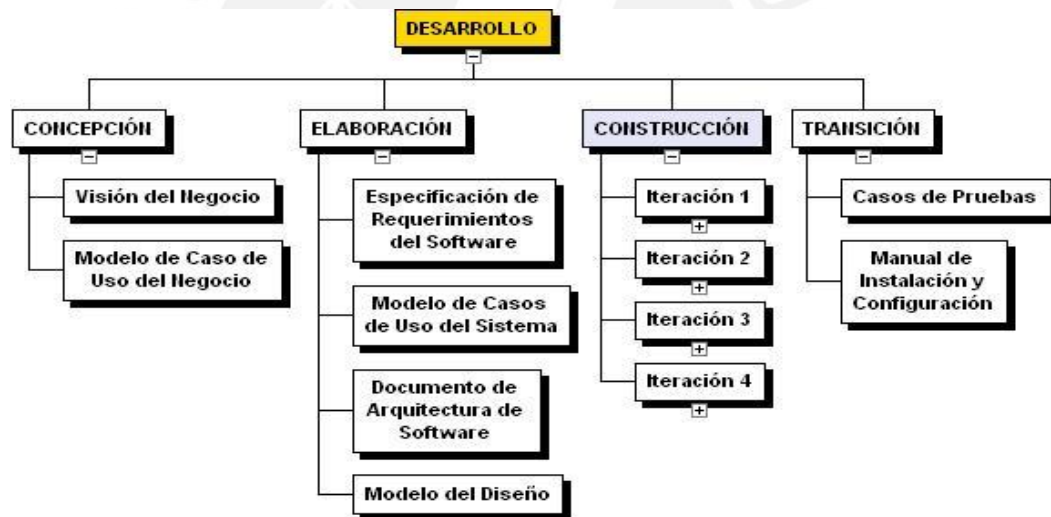 DESARROLLO
CONCEPCIÓN
Visión del Negocio
Modelo de Caso de
Uso del Negocio
ELABORACIÓN
Especificación de
Requerimientos
del Software
Modelo de Casos
de Uso del Sistema
Documento de
Arquitectura de
Software
Modelo del Diseño
CONSTRUCCIÓN
Iteración 1
Iteración 2
Iteración 3
Iteración 4
TRANSICIÓN
Casos de Pruebas
Manual de
Instalación y
Configuración